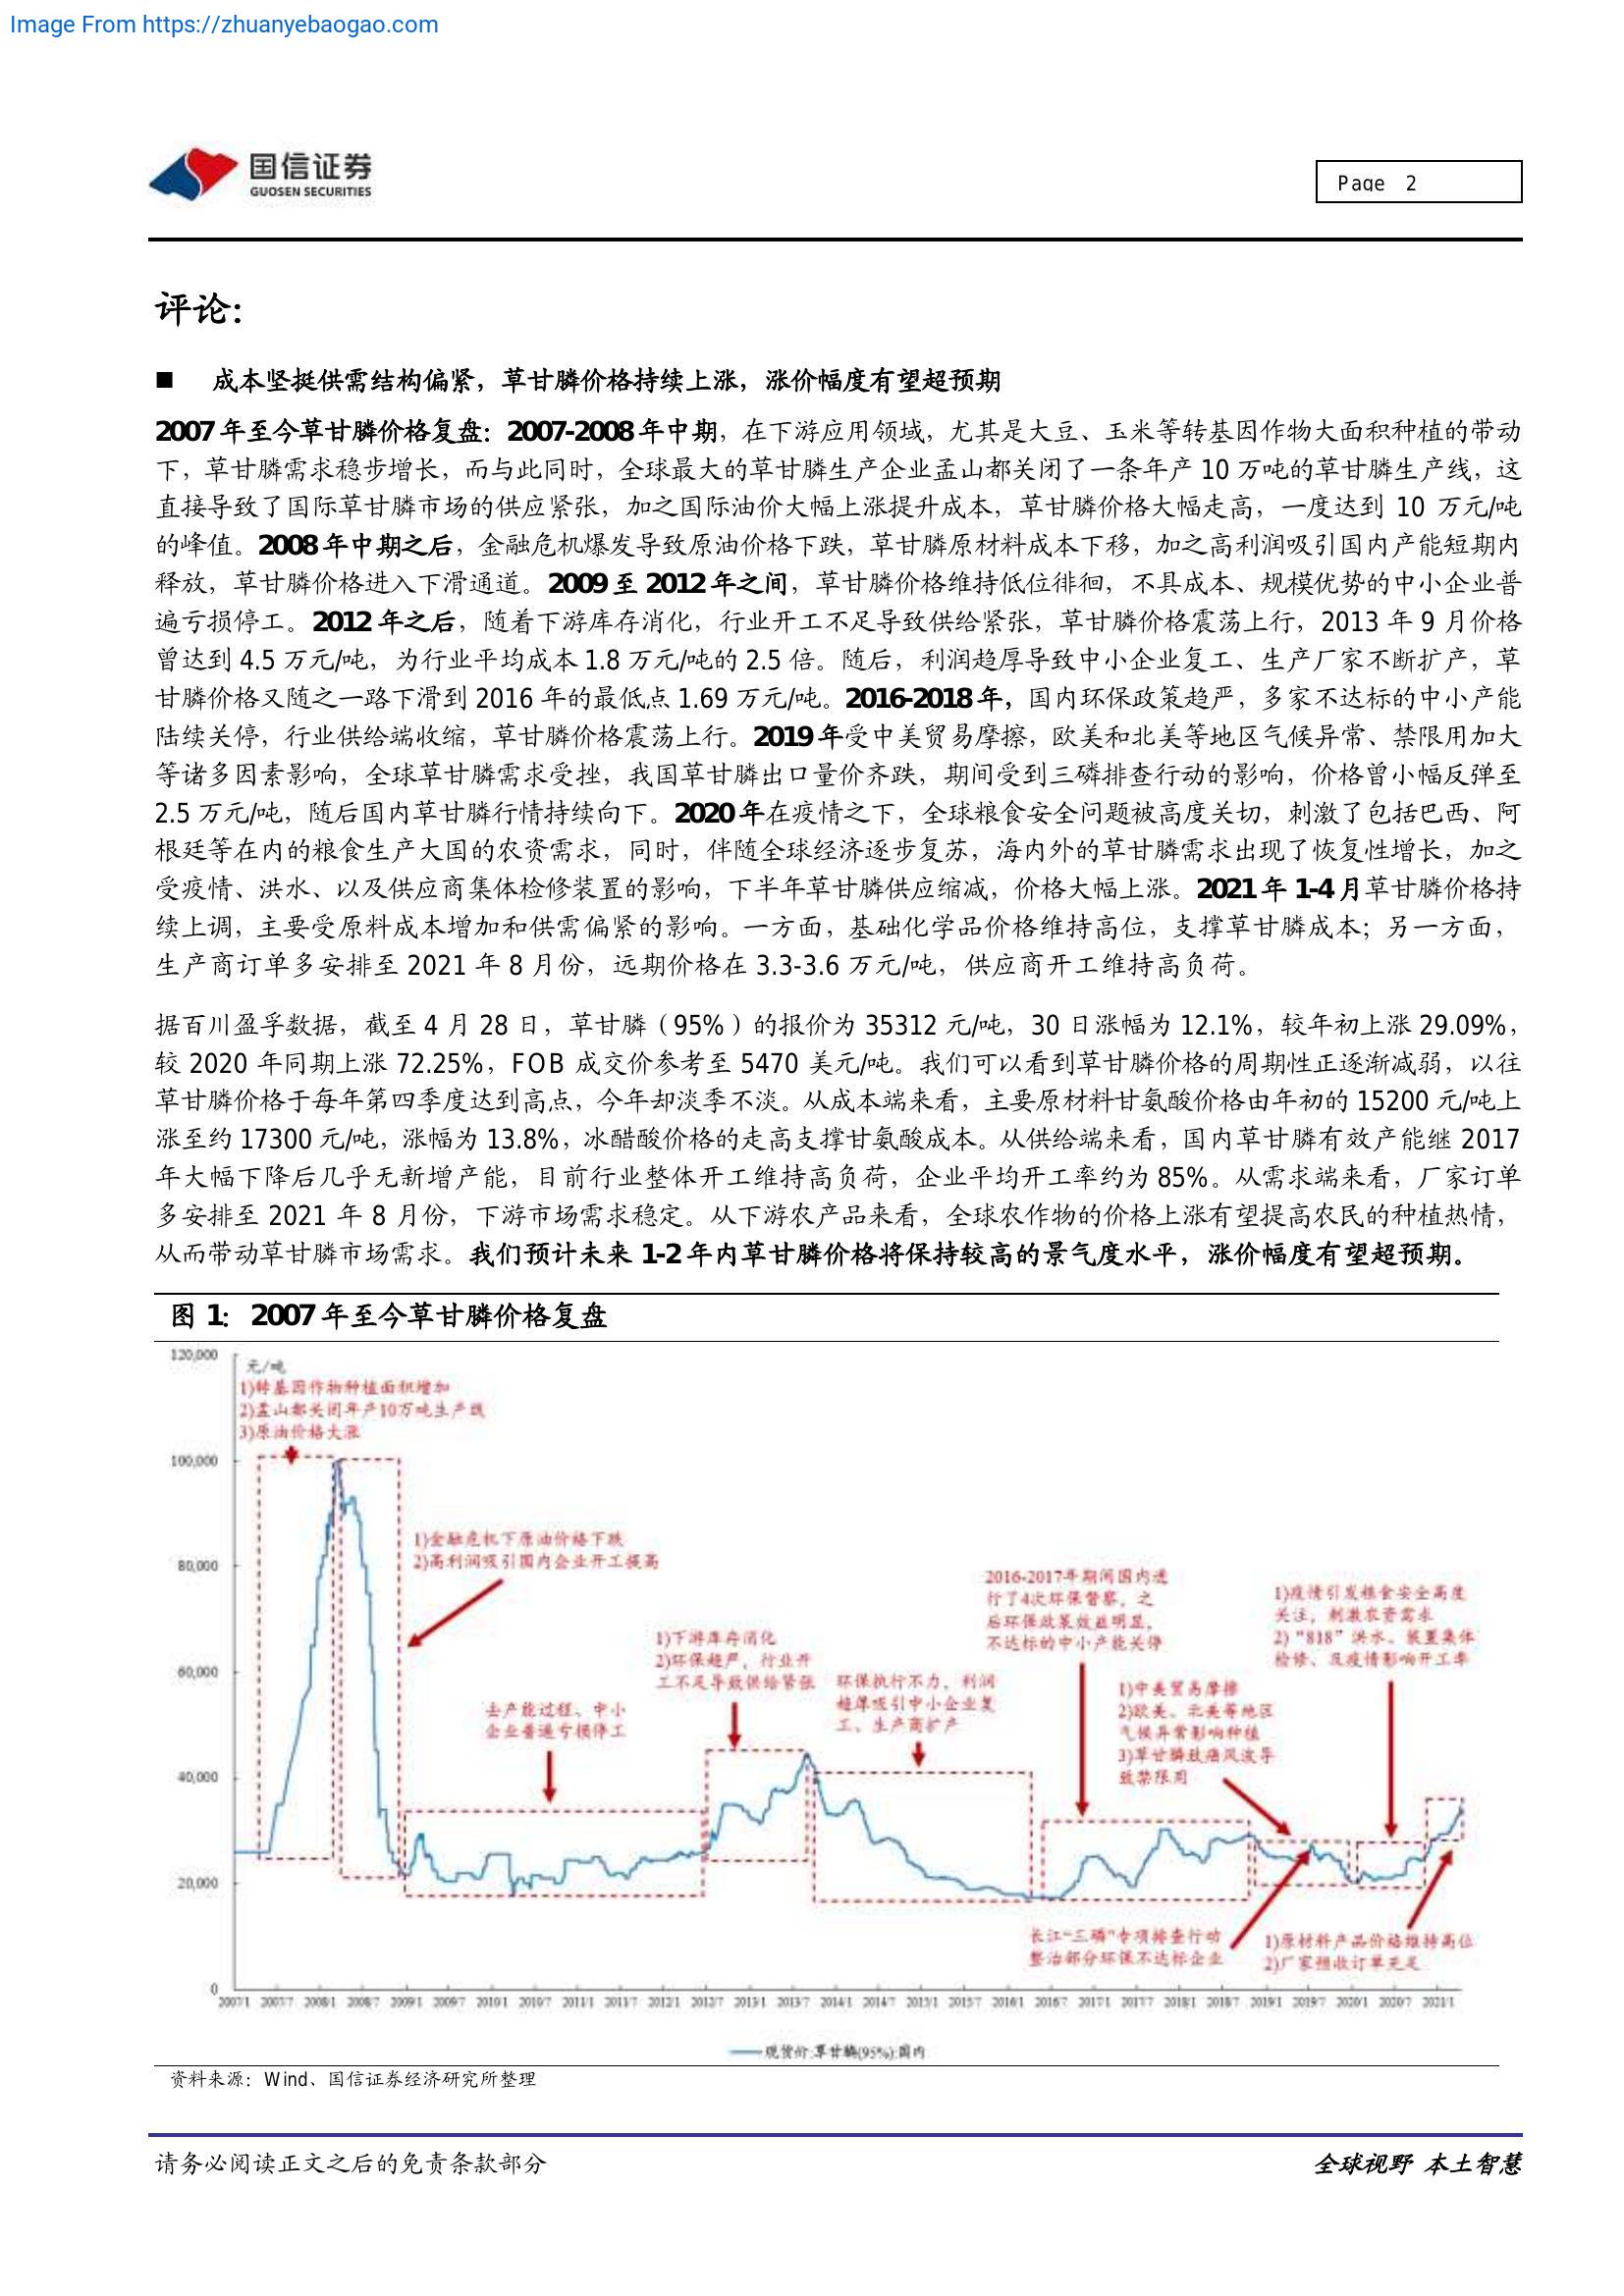 Image From https://zhuanyebaogao.com
国信证券
GUOSEN SECURITIES
Page 2
评论：
■ 成本坚挺供需结构偏紧，草甘膦价格持续上涨，涨价幅度有望超预期
2007年至今草甘膦价格复盘：2007-2008年中期，在下游应用领域，尤其是大豆、玉米等转基因作物大面积种植的带动
下，草甘膦需求稳步增长，而与此同时，全球最大的草甘膦生产企业孟山都关闭了一条年产 10 万吨的草甘膦生产线，这
直接导致了国际草甘膦市场的供应紧张，加之国际油价大幅上涨提升成本，草甘膦价格大幅走高，一度达到 10 万元/吨
的峰值。2008年中期之后，金融危机爆发导致原油价格下跌，草甘膦原材料成本下移，加之高利润吸引国内产能短期内
释放，草甘膦价格进入下滑通道。2009至2012年之间，草甘膦价格维持低位徘徊，不具成本、规模优势的中小企业普
遍亏损停工。2012年之后，随着下游库存消化，行业开工不足导致供给紧张，草甘膦价格震荡上行，2013 年 9 月价格
曾达到 4.5 万元/吨，为行业平均成本 1.8 万元/吨的 2.5 倍。随后，利润趋厚导致中小企业复工、生产厂家不断扩产，草
甘膦价格又随之一路下滑到 2016 年的最低点 1.69 万元/吨。2016-2018年，国内环保政策趋严，多家不达标的中小产能
陆续关停，行业供给端收缩，草甘膦价格震荡上行。2019年受中美贸易摩擦，欧美和北美等地区气候异常、禁限用加大
等诸多因素影响，全球草甘膦需求受挫，我国草甘膦出口量价齐跌，期间受到三磷排查行动的影响，价格曾小幅反弹至
2.5 万元/吨，随后国内草甘膦行情持续向下。2020年在疫情之下，全球粮食安全问题被高度关切，刺激了包括巴西、阿
根廷等在内的粮食生产大国的农资需求，同时，伴随全球经济逐步复苏，海内外的草甘膦需求出现了恢复性增长，加之
受疫情、洪水、以及供应商集体检修装置的影响，下半年草甘膦供应缩减，价格大幅上涨。2021年1-4月草甘膦价格持
续上调，主要受原料成本增加和供需偏紧的影响。一方面，基础化学品价格维持高位，支撑草甘膦成本；另一方面，
生产商订单多安排至 2021 年 8 月份，远期价格在 3.3-3.6 万元/吨，供应商开工维持高负荷。
据百川盈孚数据，截至 4 月 28 日，草甘膦（95%）的报价为 35312 元/吨，30 日涨幅为 12.1%，较年初上涨 29.09%，
较 2020 年同期上涨 72.25%，FOB 成交价参考至 5470 美元/吨。我们可以看到草甘膦价格的周期性正逐渐减弱，以往
草甘膦价格于每年第四季度达到高点，今年却淡季不淡。从成本端来看，主要原材料甘氨酸价格由年初的 15200 元/吨上
涨至约 17300 元/吨，涨幅为 13.8%，冰醋酸价格的走高支撑甘氨酸成本。从供给端来看，国内草甘膦有效产能继 2017
年大幅下降后几乎无新增产能，目前行业整体开工维持高负荷，企业平均开工率约为 85%。从需求端来看，厂家订单
多安排至 2021 年 8 月份，下游市场需求稳定。从下游农产品来看，全球农作物的价格上涨有望提高农民的种植热情，
从而带动草甘膦市场需求。我们预计未来 1-2年内草甘膦价格将保持较高的景气度水平，涨价幅度有望超预期。
图 1： 2007年至今草甘膦价格复盘
120,000
元/吨
1)转基因作物种植面积增加
2)孟山都关闭年产10万吨生产线
3)原油价格大涨
100,000
1)金融危机下原油价格下跌
2)高利润吸引国内企业开工提高
80,000
2016-2017年期间国内进
行了4次环保督察，之
后环保政策效益明显，
不达标的中小产能关停
1)疫情引发粮食安全高度
关注，刺激农资需求
2)“818”洪水、装置集体
检修、及疫情影响开工率
1)下游库存消化
2)环保趋严，行业开
工不足导致供给紧张
60,000
环保执行不力，利润
趋厚吸引中小企业复
工、生产商扩产
1)中美贸易摩擦
2)欧美、北美等地区
气候异常影响种植
3)草甘膦致癌风波导
致禁限用
去产能过程，中小
企业普遍亏损停工
40,000
20,000
长江“三磷”专项排查行动
整治部分环保不达标企业
1)原材料产品价格维持高位
2)厂家预收订单充足
0
2007/1 2007/7 2008/1 2008/7 2009/1 2009/7 2010/1 2010/7 2011/1 2011/7 2012/1 2012/7 2013/1 2013/7 2014/1 2014/7 2015/1 2015/7 2016/1 2016/7 2017/1 2017/7 2018/1 2018/7 2019/1 2019/7 2020/1 2020/7 2021/1
现货价:草甘膦(95%):国内
资料来源：Wind、国信证券经济研究所整理
请务必阅读正文之后的免责条款部分
全球视野 本土智慧